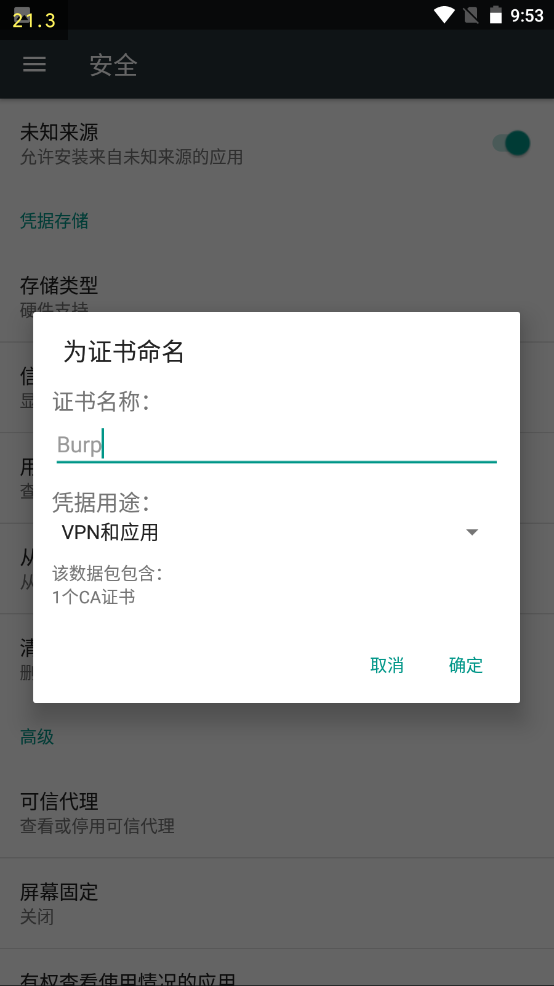 21.3
9:53
安全
未知来源
允许安装来自未知来源的应用
凭据存储
存储类型
硬件支持
信
显
为证书命名
证书名称：
Burp
凭据用途：
VPN和应用
该数据包包含：
1个CA证书
取消
确定
用
查
从
从
清
删
高级
可信代理
查看或停用可信代理
屏幕固定
关闭
有权查看使用情况的应用